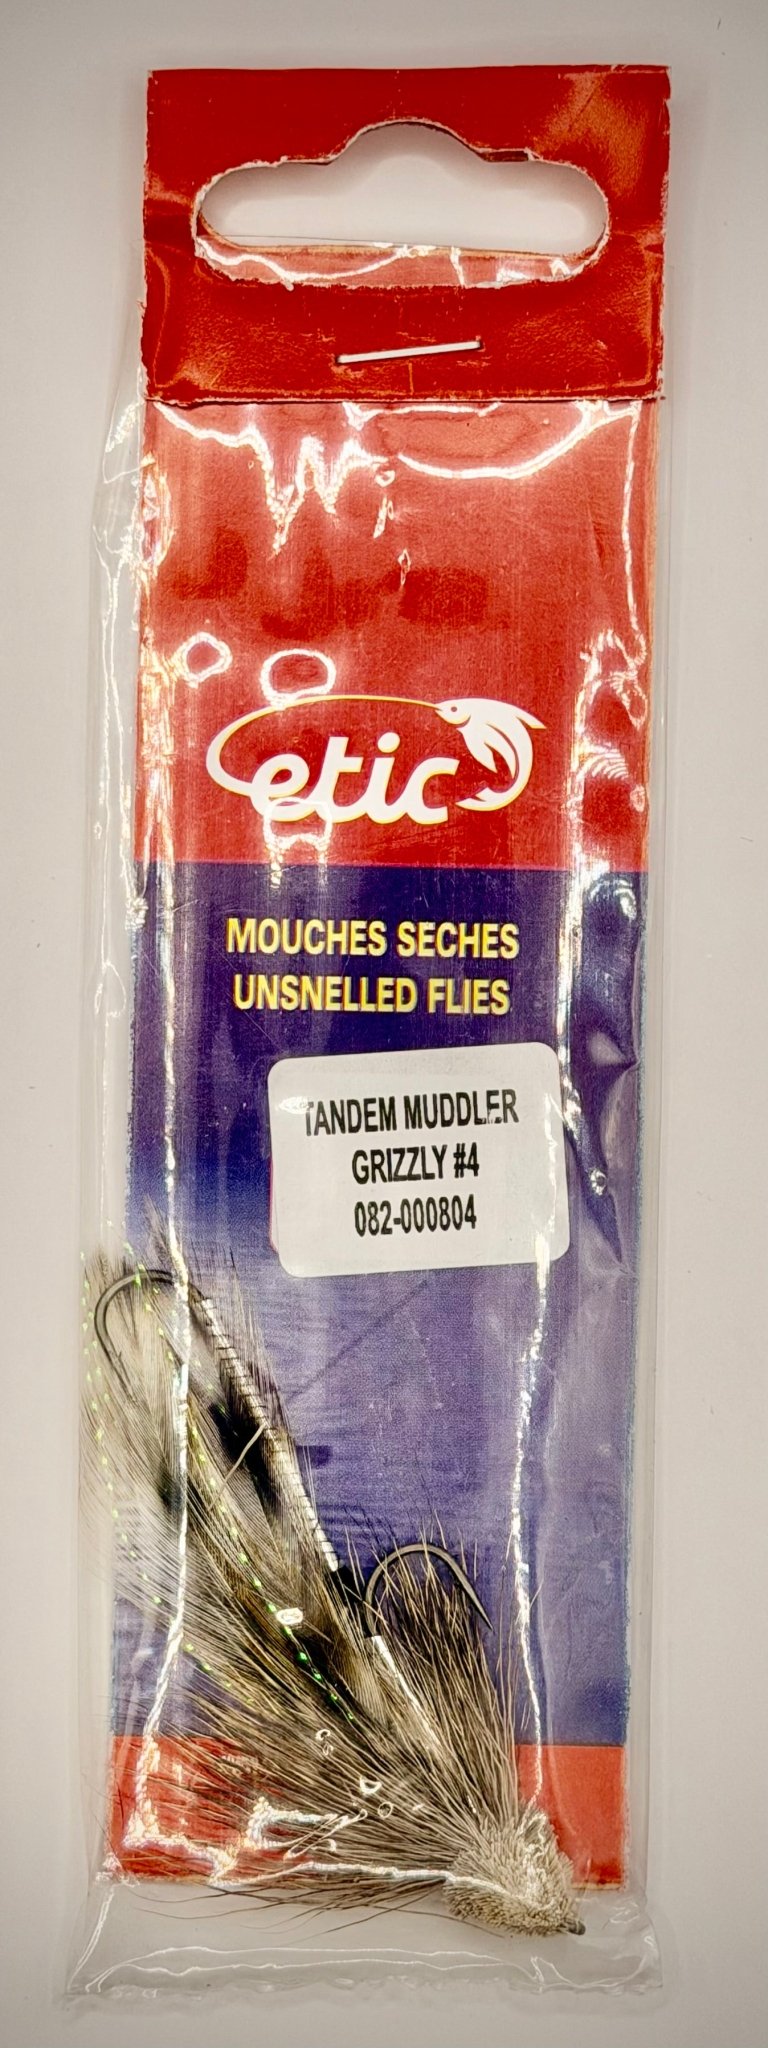 etic
MOUCHES SECHES
UNSNELLED FLIES
TANDEM MUDDLER
GRIZZLY #4
082-000804